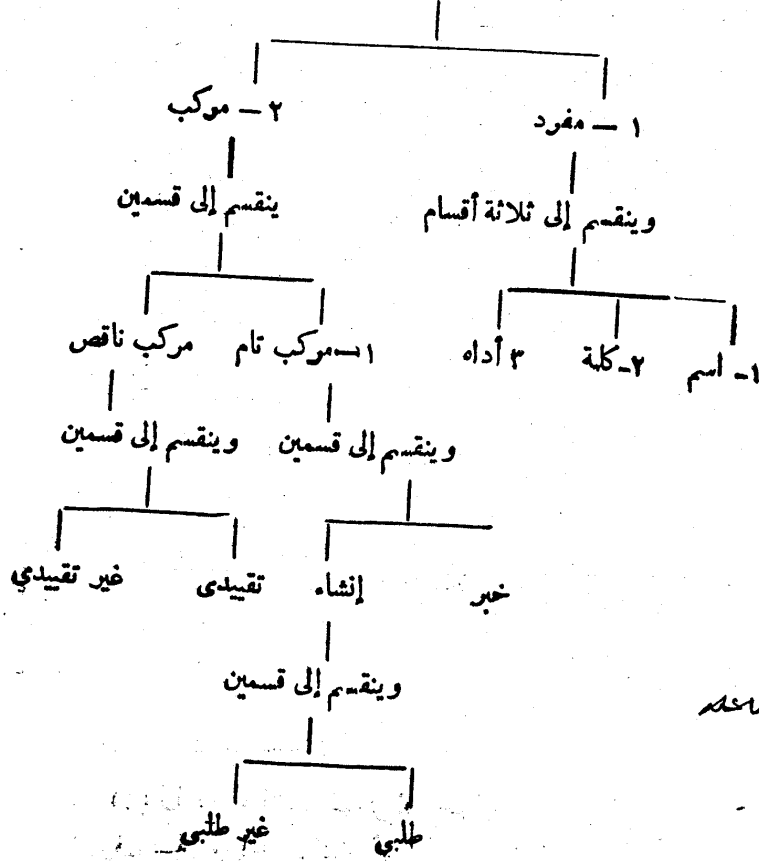 ١ – مفرد
٢ – مركب
وينقسم إلى ثلاثة أقسام
ينقسم إلى قسمين
١- اسم
٢- كلمة
٣ أداه
١- مركب تام
مركب ناقص
وينقسم إلى قسمين
وينقسم إلى قسمين
خبر
إنشاء
تقييدى
غير تقييدي
وينقسم إلى قسمين
طلبي
غير طلبي